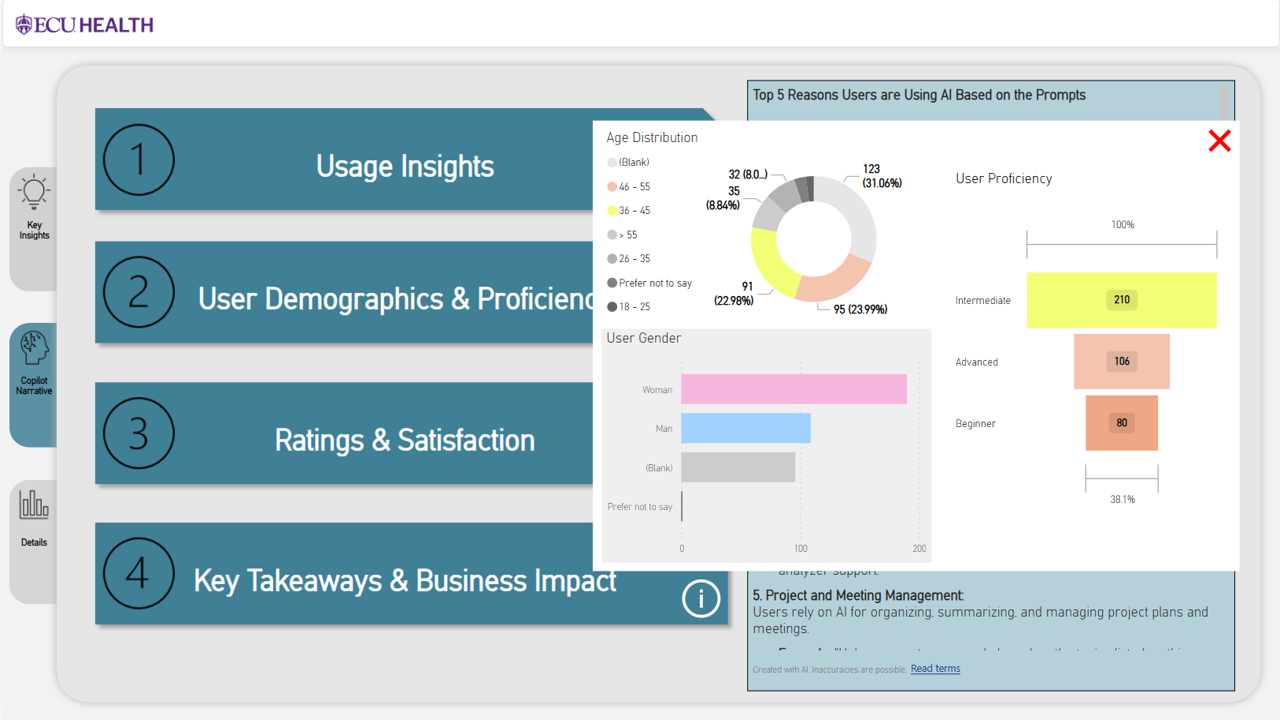 ECU HEALTH
Key
Insights
Copilot
Narrative
Details
1
Usage Insights
2
User Demographics & Proficienc
3
Ratings & Satisfaction
4
Key Takeaways & Business Impact
i
Top 5 Reasons Users are Using AI Based on the Prompts
Age Distribution
(Blank)
46 - 55
36 - 45
> 55
26 - 35
Prefer not to say
18 - 25
32 (8.0...)
35
(8.84%)
91
(22.98%)
123
(31.06%)
95 (23.99%)
User Gender
Woman
Man
(Blank)
Prefer not to say
0
100
200
User Proficiency
100%
Intermediate
210
Advanced
106
Beginner
80
38.1%
analyzer support.
5. Project and Meeting Management:
Users rely on AI for organizing, summarizing, and managing project plans and
meetings.
Created with AI. Inaccuracies are possible. Read terms